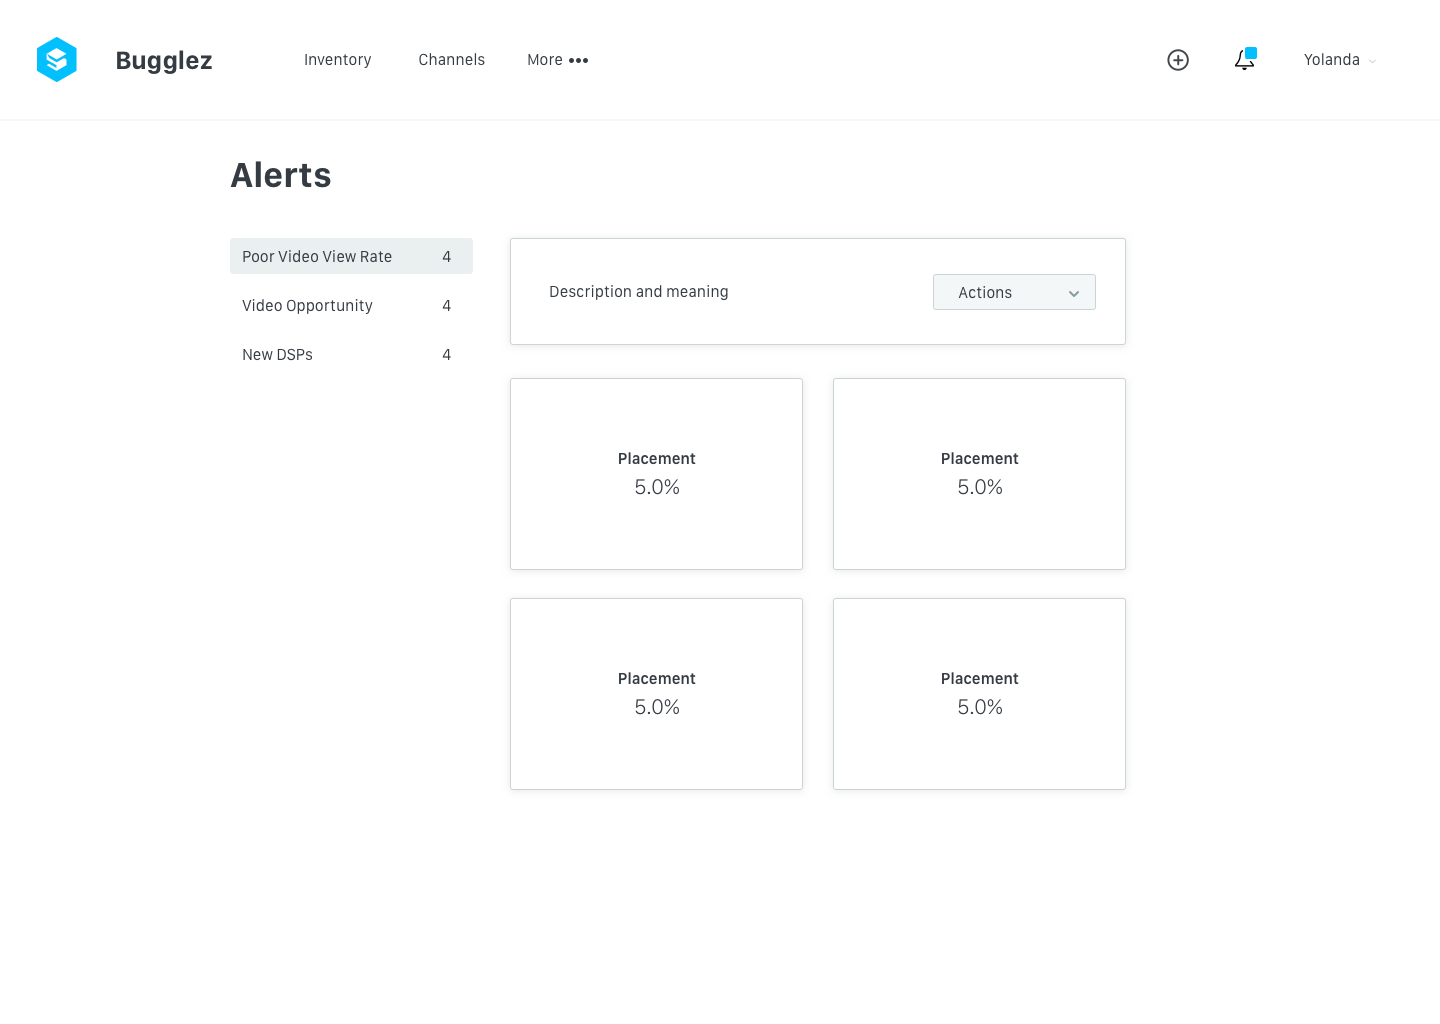 Bugglez
Inventory
Channels
More •••
Yolanda
Alerts
Poor Video View Rate 4
Video Opportunity 4
New DSPs 4
Description and meaning
Actions
Placement
5.0%
Placement
5.0%
Placement
5.0%
Placement
5.0%